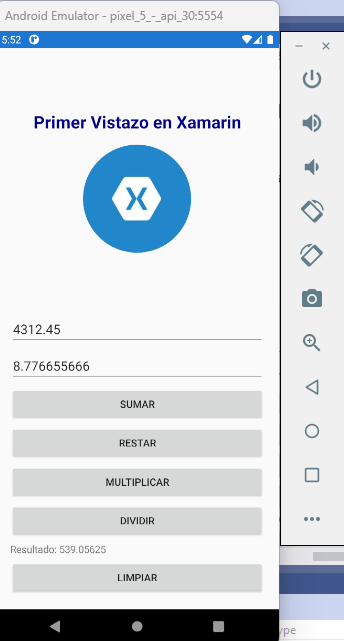 Android Emulator - pixel_5_-_api_30:5554
5:52
Primer Vistazo en Xamarin
X
4312.45
8.776655666
SUMAR
RESTAR
MULTIPLICAR
DIVIDIR
Resultado: 539.05625
LIMPIAR
ype